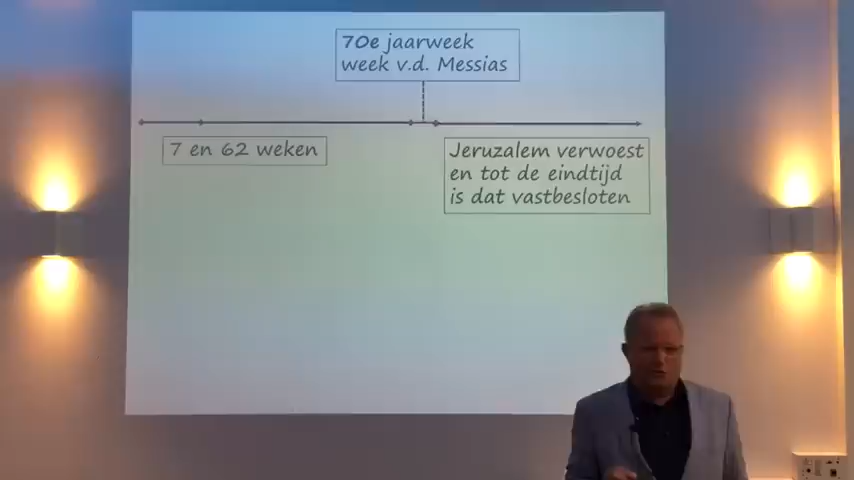 70e jaarweek
week v.d. Messias
7 en 62 weken
Jeruzalem verwoest
en tot de eindtijd
is dat vastbesloten